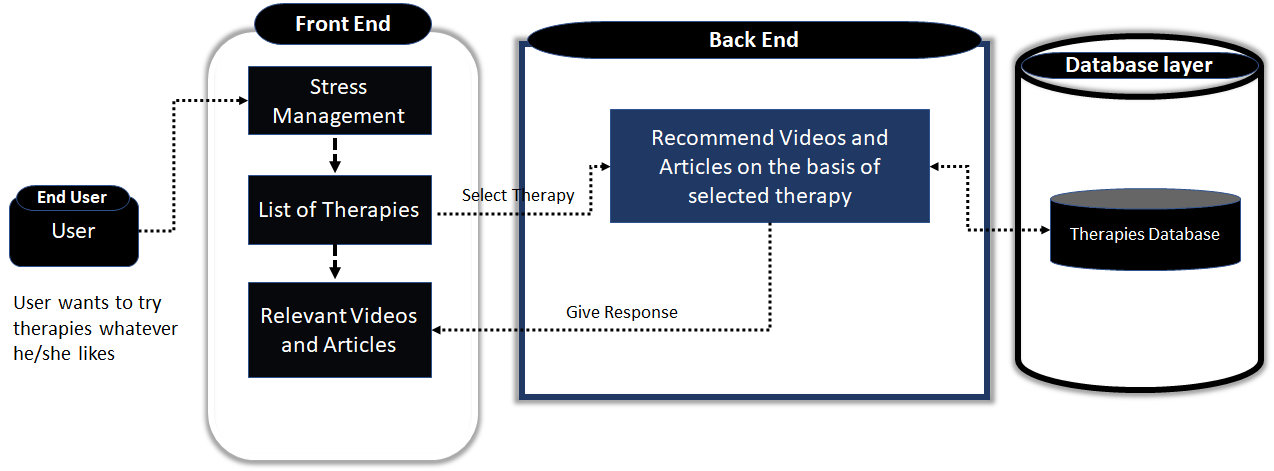 Front End
Back End
Database layer
Stress
Management
Recommend Videos and
Articles on the basis of
selected therapy
End User
User
Select Therapy
List of Therapies
Therapies Database
User wants to try
therapies whatever
he/she likes
Relevant Videos
and Articles
Give Response